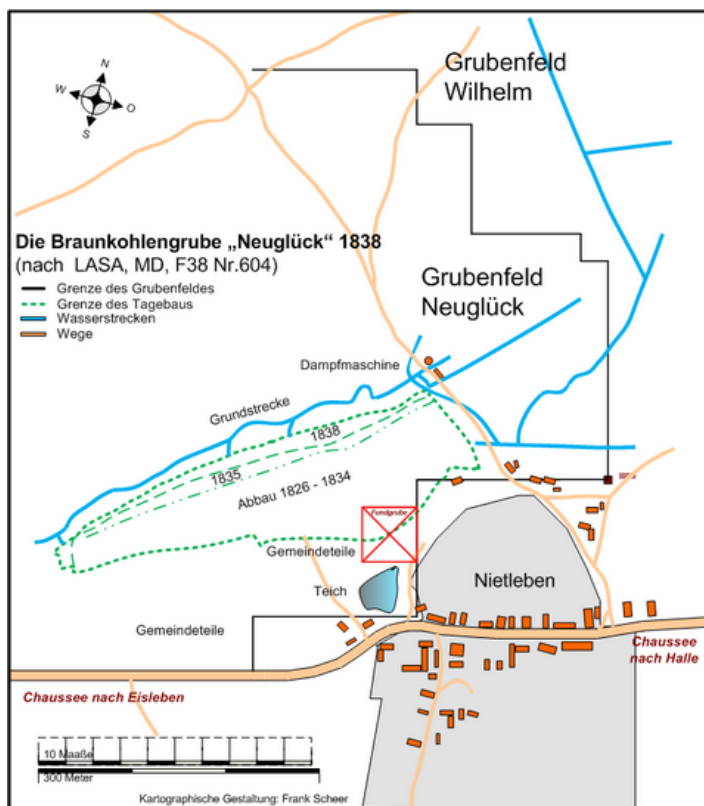 N
W
O
S
Grubenfeld
Wilhelm
Die Braunkohlengrube „Neuglück“ 1838
(nach LASA, MD, F38 Nr.604)
Grenze des Grubenfeldes
Grenze des Tagebaus
Wasserstrecken
Wege
Grubenfeld
Neuglück
Dampfmaschine
Grundstrecke
1838
1835
Abbau 1826 - 1834
Fundgrube
Gemeindeteile
Teich
Nietleben
Gemeindeteile
Chaussee
nach Halle
Chaussee nach Eisleben
10 Maaße
300 Meter
Kartographische Gestaltung: Frank Scheer